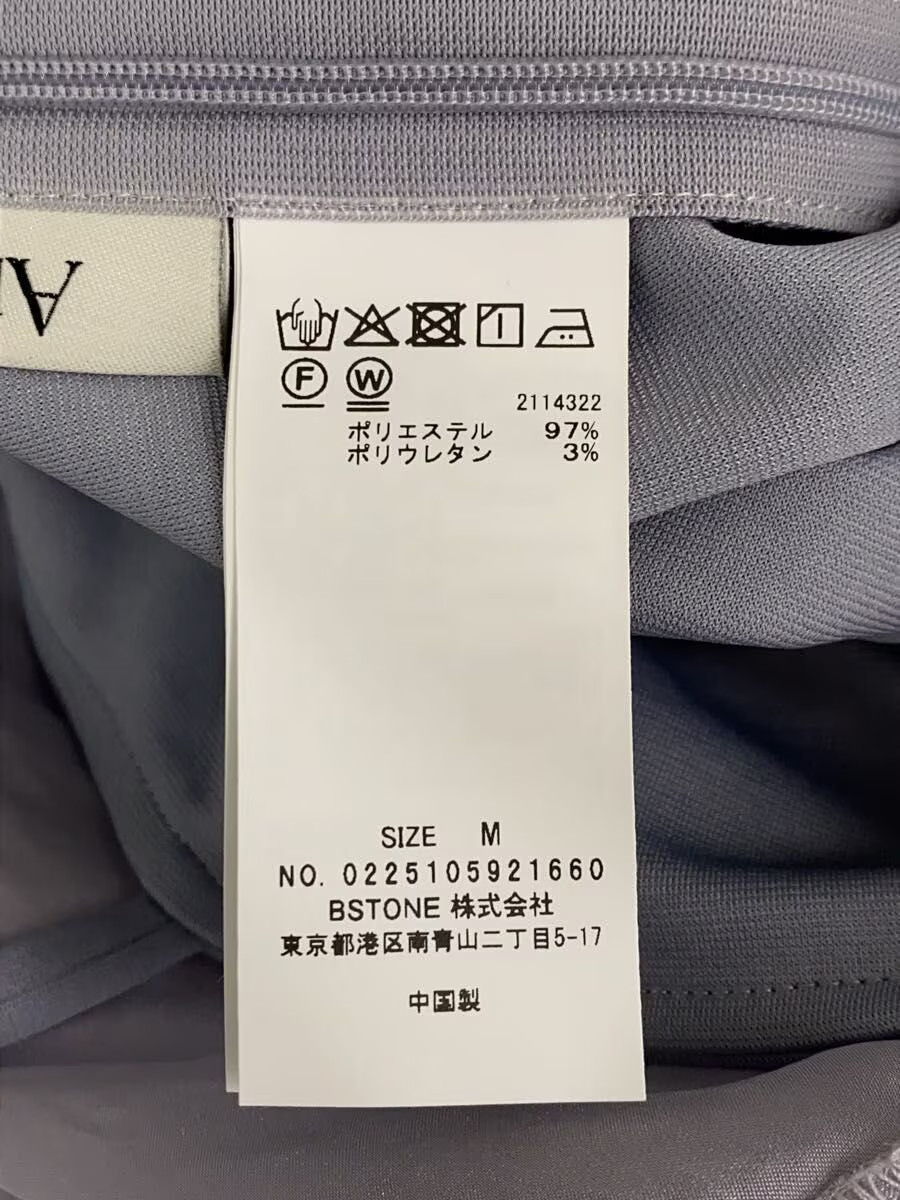 F W
2114322
ポリエステル 97%
ポリウレタン 3%
SIZE M
NO. 0225105921660
BSTONE 株式会社
東京都港区南青山二丁目5-17
中国製